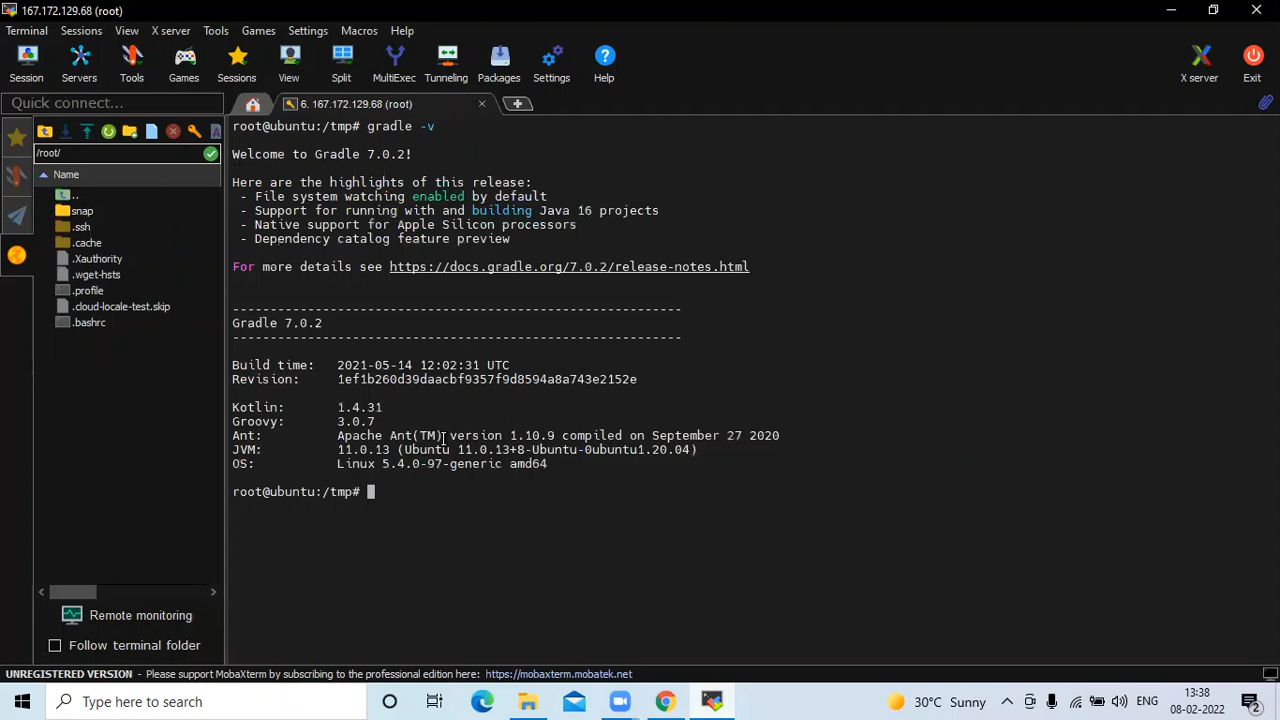 167.172.129.68 (root)
Terminal Sessions View X server Tools Games Settings Macros Help
Session Servers Tools Games Sessions View Split MultiExec Tunneling Packages Settings Help X server Exit
Quick connect...
6. 167.172.129.68 (root)
/root/
Name
..
snap
.ssh
.cache
.Xauthority
.wget-hsts
.profile
.cloud-locale-test.skip
.bashrc
Remote monitoring
Follow terminal folder
root@ubuntu:/tmp# gradle -v
Welcome to Gradle 7.0.2!
Here are the highlights of this release:
- File system watching enabled by default
- Support for running with and building Java 16 projects
- Native support for Apple Silicon processors
- Dependency catalog feature preview
For more details see https://docs.gradle.org/7.0.2/release-notes.html
------------------------------------------------------------
Gradle 7.0.2
------------------------------------------------------------
Build time: 2021-05-14 12:02:31 UTC
Revision: 1ef1b260d39daacbf9357f9d8594a8a743e2152e
Kotlin: 1.4.31
Groovy: 3.0.7
Ant: Apache Ant(TM) version 1.10.9 compiled on September 27 2020
JVM: 11.0.13 (Ubuntu 11.0.13+8-Ubuntu-0ubuntu1.20.04)
OS: Linux 5.4.0-97-generic amd64
root@ubuntu:/tmp#
UNREGISTERED VERSION - Please support MobaXterm by subscribing to the professional edition here: https://mobaxterm.mobatek.net
Type here to search
30°C Sunny
ENG
13:38
08-02-2022
2